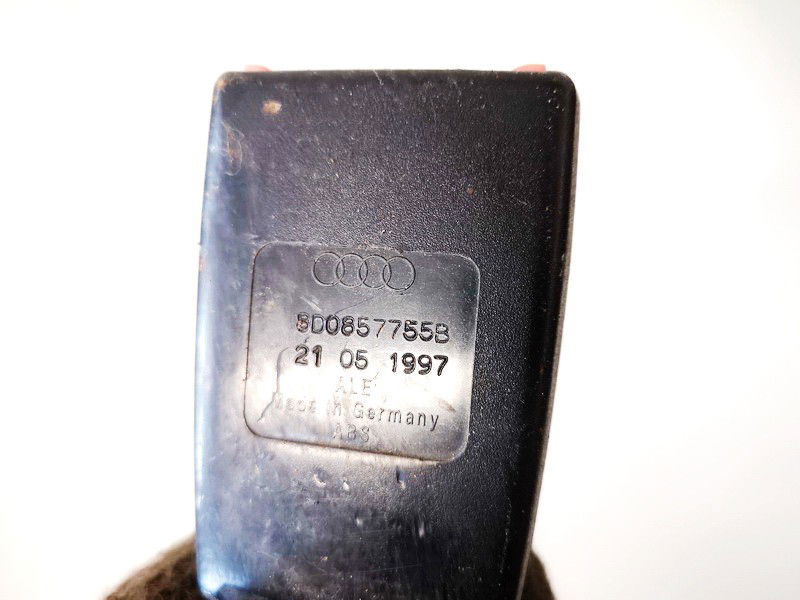 8D0857755B
21 05 1997
ALE
Made in Germany
ABS